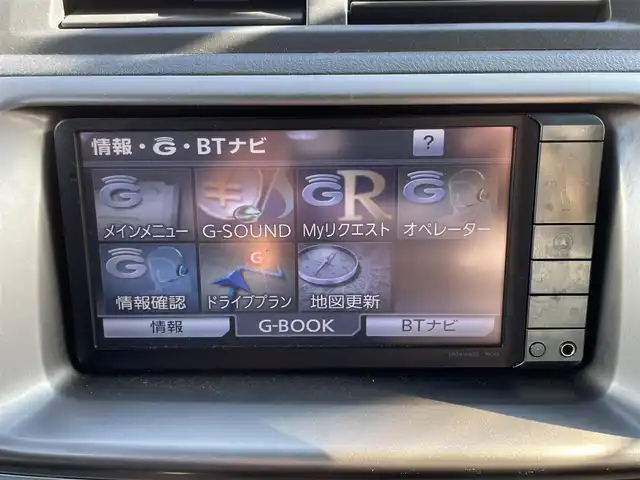 情報・G・BTナビ ?
メインメニュー G-SOUND Myリクエスト オペレーター
情報確認 ドライブプラン 地図更新
情報 G-BOOK BTナビ